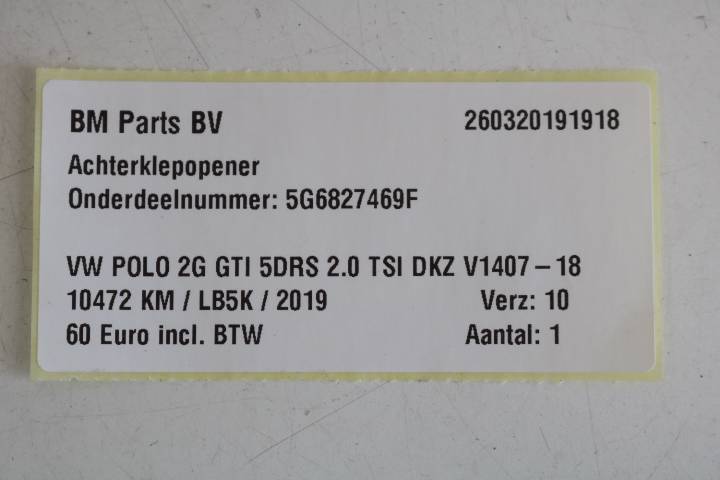 BM Parts BV 260320191918
Achterklepopener
Onderdeelnummer: 5G6827469F
VW POLO 2G GTI 5DRS 2.0 TSI DKZ V1407 – 18
10472 KM / LB5K / 2019 Verz: 10
60 Euro incl. BTW Aantal: 1